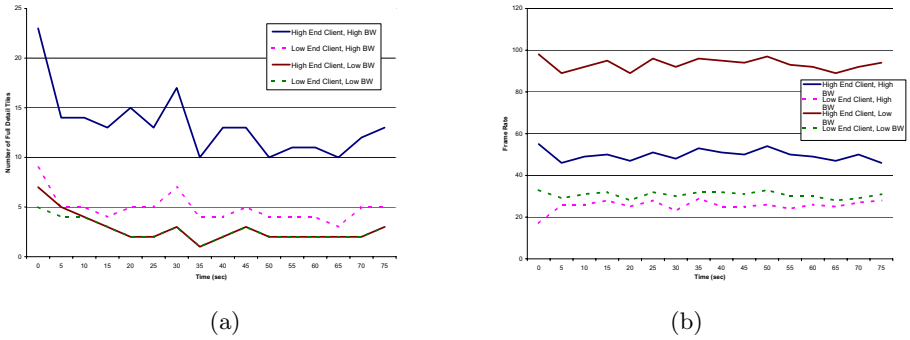 25
20
15
10
5
0
Number of Full Detail Tiles
High End Client, High BW
Low End Client, High BW
High End Client, Low BW
Low End Client, Low BW
0 5 10 15 20 25 30 35 40 45 50 55 60 65 70 75
Time (sec)
(a)
120
100
80
60
40
20
0
Frame Rate
High End Client, High
BW
Low End Client, High
BW
High End Client, Low
BW
Low End Client, Low BW
0 5 10 15 20 25 30 35 40 45 50 55 60 65 70 75
Time (sec)
(b)